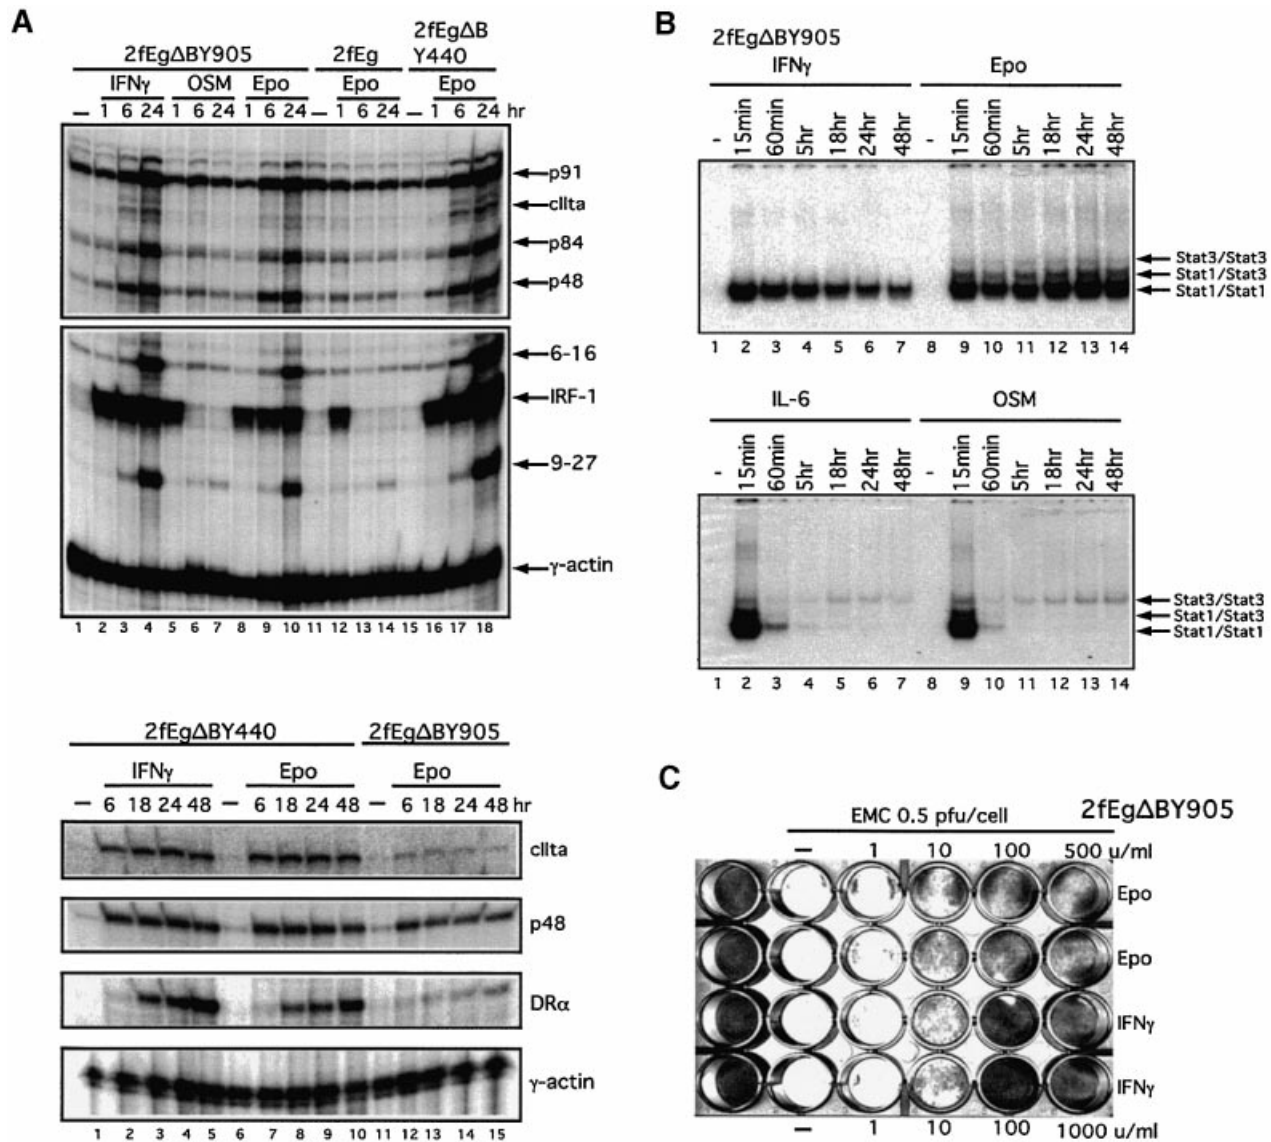 A
2fEgΔBY905 2fEg 2fEgΔB Y440
IFNγ OSM Epo Epo Epo
– 1 6 24 1 6 24 1 6 24 – 1 6 24 – 1 6 24 hr
p91
cIIta
p84
p48
6-16
IRF-1
9-27
γ-actin
1 2 3 4 5 6 7 8 9 10 11 12 13 14 15 16 17 18
2fEgΔBY440 2fEgΔBY905
IFNγ Epo Epo
– 6 18 24 48 – 6 18 24 48 – 6 18 24 48 hr
cIIta
p48
DRα
γ-actin
1 2 3 4 5 6 7 8 9 10 11 12 13 14 15
B
2fEgΔBY905
IFNγ Epo
- 15min 60min 5hr 18hr 24hr 48hr - 15min 60min 5hr 18hr 24hr 48hr
Stat3/Stat3
Stat1/Stat3
Stat1/Stat1
1 2 3 4 5 6 7 8 9 10 11 12 13 14
IL-6 OSM
- 15min 60min 5hr 18hr 24hr 48hr - 15min 60min 5hr 18hr 24hr 48hr
Stat3/Stat3
Stat1/Stat3
Stat1/Stat1
1 2 3 4 5 6 7 8 9 10 11 12 13 14
C
EMC 0.5 pfu/cell 2fEgΔBY905
– 1 10 100 500 u/ml
Epo
Epo
IFNγ
IFNγ
– 1 10 100 1000 u/ml